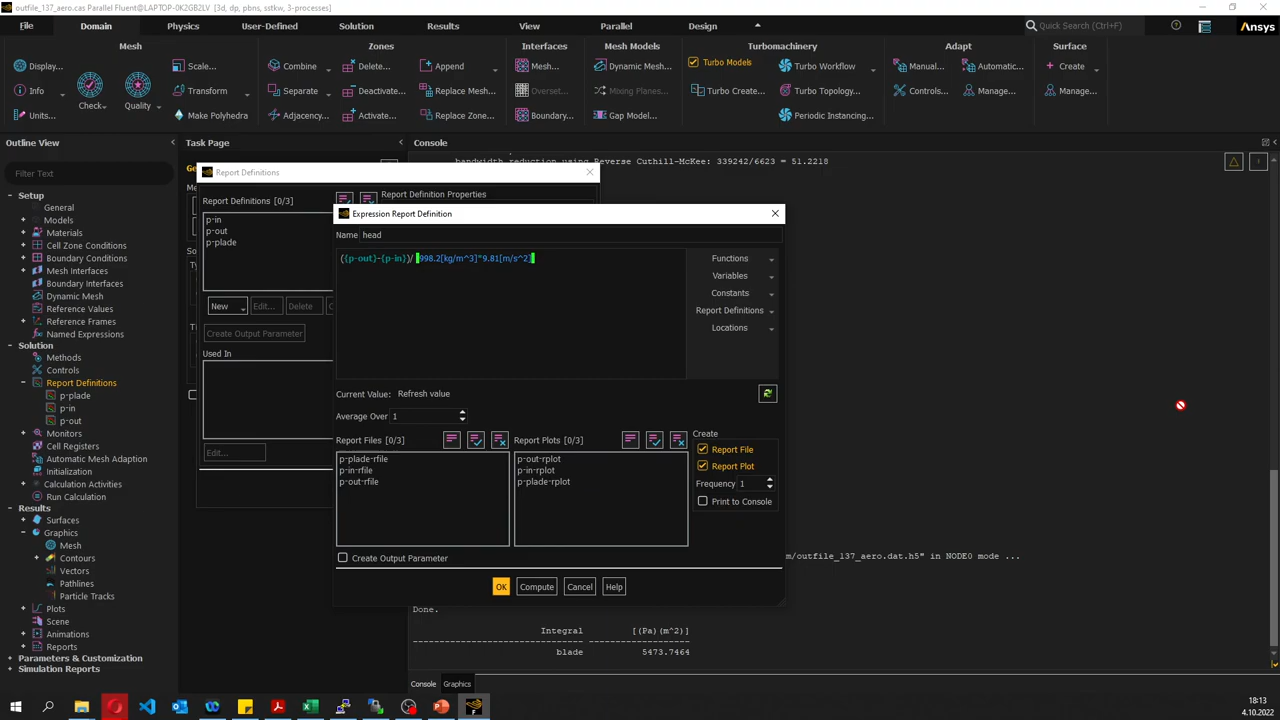 outfile_137_aero.cas Parallel Fluent@LAPTOP-0K2GB2LV [3d, dp, pbns, sstkw, 3-processes]
File Domain Physics User-Defined Solution Results View Parallel Design Quick Search (Ctrl+F) Ansys
Mesh Zones Interfaces Mesh Models Turbomachinery Adapt Surface
Display... Scale... Combine Delete... Append Mesh... Dynamic Mesh... Turbo Models Turbo Workflow Manual... Automatic... Create
Info Check Quality Transform Separate Deactivate... Replace Mesh... Overset... Mixing Planes... Turbo Create... Turbo Topology... Controls... Manage... Manage...
Units... Make Polyhedra Adjacency... Activate... Replace Zone... Boundary... Gap Model... Periodic Instancing...
Outline View Task Page Console
bandwidth reduction using Reverse Cuthill-McKee: 339242/6623 = 51.2218
Filter Text
Setup
General
Models
Materials
Cell Zone Conditions
Boundary Conditions
Mesh Interfaces
Dynamic Mesh
Reference Values
Reference Frames
Named Expressions
Solution
Methods
Controls
Report Definitions
p-plade
p-in
p-out
Monitors
Cell Registers
Automatic Mesh Adaption
Initialization
Calculation Activities
Run Calculation
Results
Surfaces
Graphics
Mesh
Contours
Vectors
Pathlines
Particle Tracks
Plots
Scene
Animations
Reports
Parameters & Customization
Simulation Reports
Report Definitions
Report Definitions [0/3]
Report Definition Properties
p-in
p-out
p-plade
New Edit... Delete
Create Output Parameter
Used In
Edit...
Expression Report Definition
Name head
({p-out}-{p-in})/(998.2[kg/m^3]*9.81[m/s^2])
Functions
Variables
Constants
Report Definitions
Locations
Current Value: Refresh value
Average Over 1
Report Files [0/3]
p-plade-rfile
p-in-rfile
p-out-rfile
Report Plots [0/3]
p-out-rplot
p-in-rplot
p-plade-rplot
Create
Report File
Report Plot
Frequency 1
Print to Console
Create Output Parameter
OK Compute Cancel Help
m/outfile_137_aero.dat.h5" in NODE0 mode ...
Done.
Integral [(Pa)(m^2)]
-------------------------------- --------------------
blade 5473.7464
Console Graphics
18:13
4.10.2022